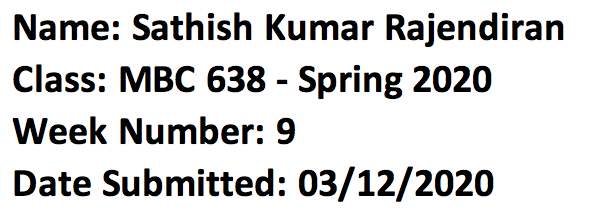 Name: Sathish Kumar Rajendiran
Class: MBC 638 - Spring 2020
Week Number: 9
Date Submitted: 03/12/2020